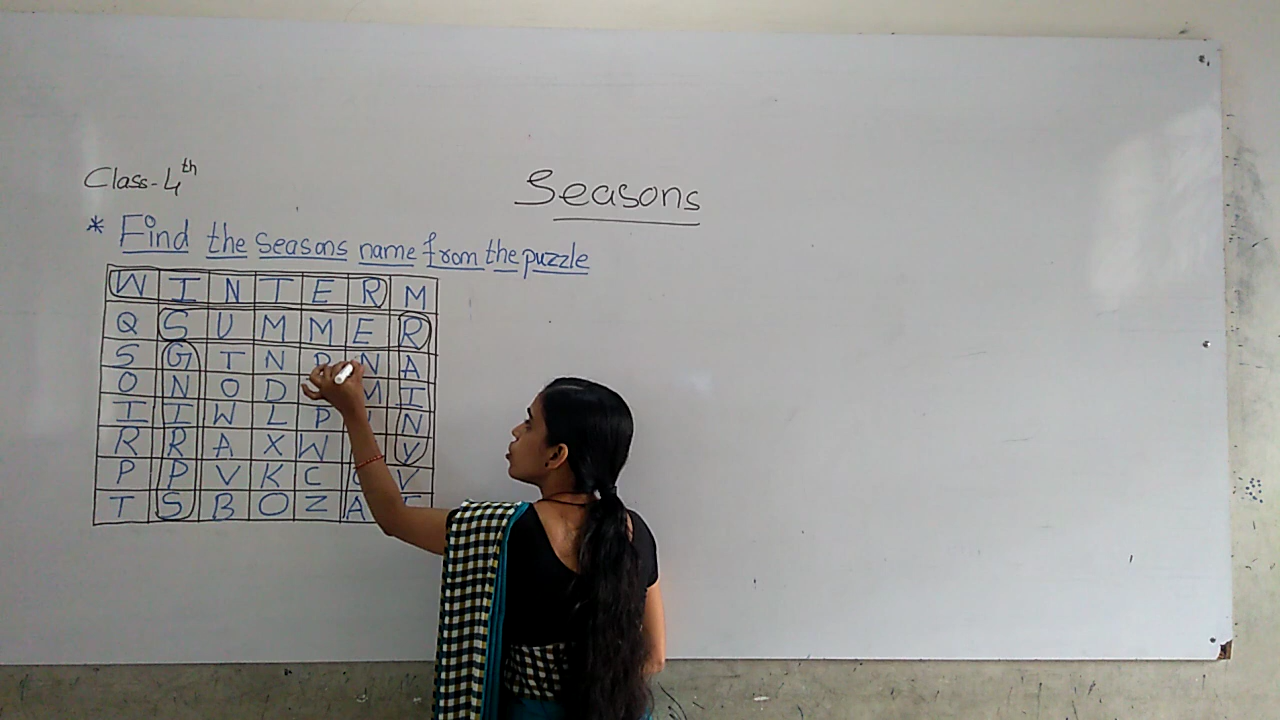 Class-4th
Seasons
* Find the seasons name from the puzzle
W I N T E R M
Q S U M M E R
S G T N N A
O N O D M I
I I W L P N
R R A X W Y
P P V K C V
T S B O Z A